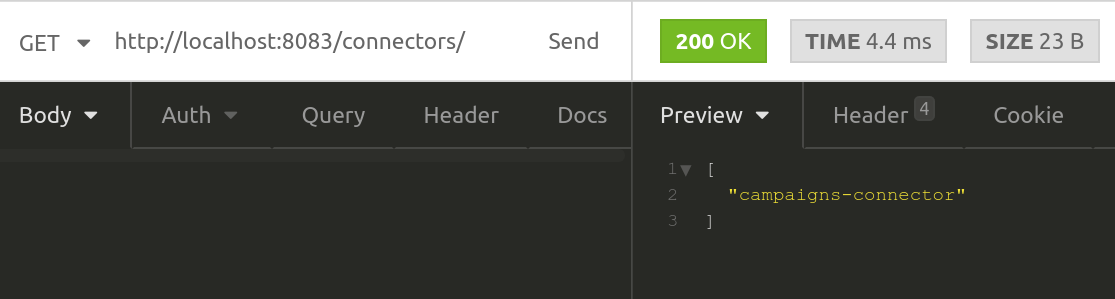 GET http://localhost:8083/connectors/ Send 200 OK TIME 4.4 ms SIZE 23 B
Body Auth Query Header Docs Preview Header 4 Cookie
1 [
2 "campaigns-connector"
3 ]